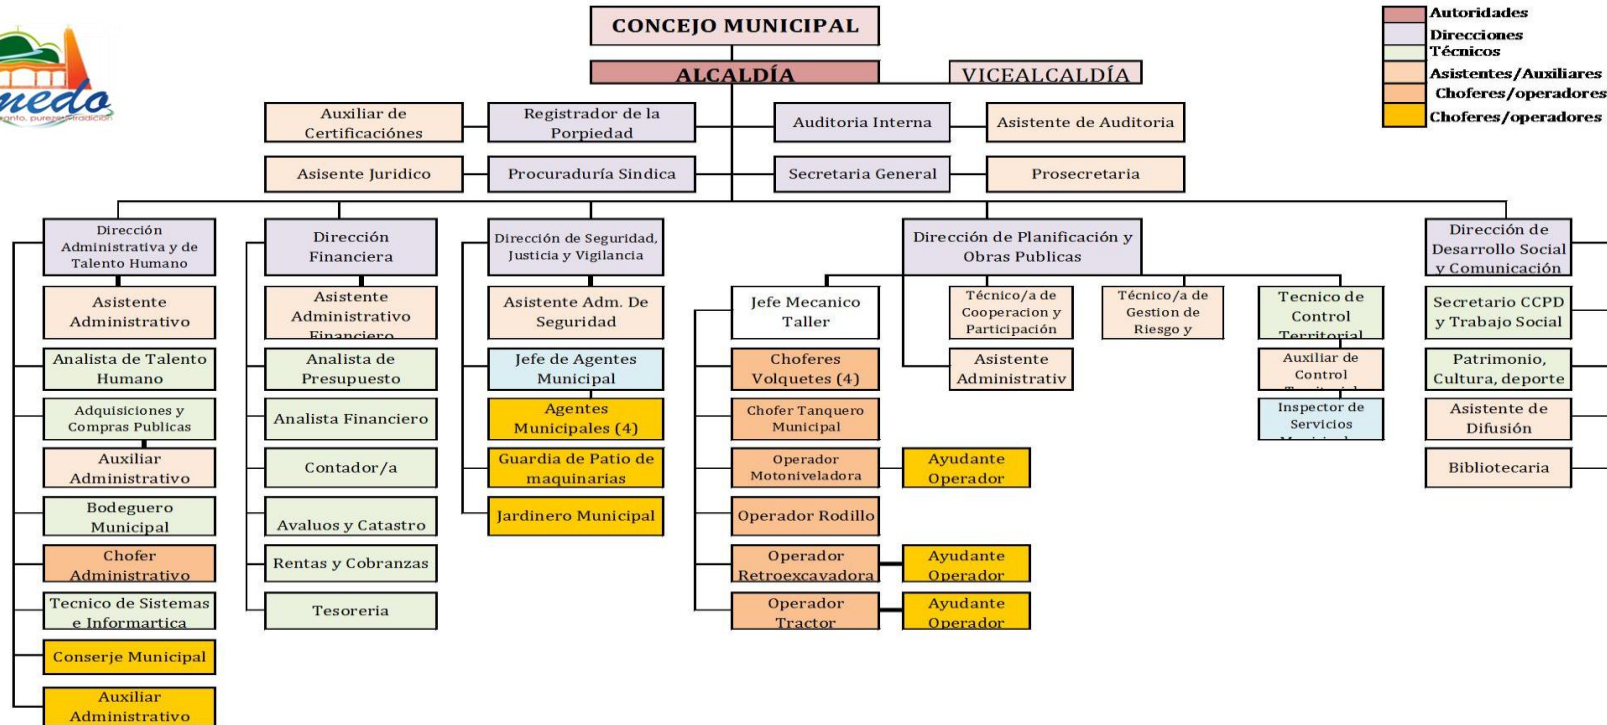 CONCEJO MUNICIPAL
ALCALDÍA
VICEALCALDÍA
Autoridades
Direcciones
Técnicos
Asistentes/Auxiliares
Choferes/operadores
Choferes/operadores
Auxiliar de
Certificaciónes
Registrador de la
Porpiedad
Auditoria Interna
Asistente de Auditoria
Asisente Juridico
Procuraduría Sindica
Secretaria General
Prosecretaria
Dirección
Administrativa y de
Talento Humano
Asistente
Administrativo
Analista de Talento
Humano
Adquisiciones y
Compras Publicas
Auxiliar
Administrativo
Bodeguero
Municipal
Chofer
Administrativo
Tecnico de Sistemas
e Informartica
Conserje Municipal
Auxiliar
Administrativo
Dirección
Financiera
Asistente
Administrativo
Financiero
Analista de
Presupuesto
Analista Financiero
Contador/a
Avaluos y Catastro
Rentas y Cobranzas
Tesoreria
Dirección de Seguridad,
Justicia y Vigilancia
Asistente Adm. De
Seguridad
Jefe de Agentes
Municipal
Agentes
Municipales (4)
Guardia de Patio de
maquinarias
Jardinero Municipal
Dirección de Planificación y
Obras Publicas
Jefe Mecanico
Taller
Choferes
Volquetes (4)
Chofer Tanquero
Municipal
Operador
Motoniveladora
Ayudante
Operador
Operador Rodillo
Operador
Retroexcavadora
Ayudante
Operador
Operador
Tractor
Ayudante
Operador
Técnico/a de
Cooperacion y
Participación
Asistente
Administrativ
Técnico/a de
Gestion de
Riesgo y
Tecnico de
Control
Territorial
Auxiliar de
Control
Inspector de
Servicios
Dirección de
Desarrollo Social
y Comunicación
Secretario CCPD
y Trabajo Social
Patrimonio,
Cultura, deporte
Asistente de
Difusión
Bibliotecaria